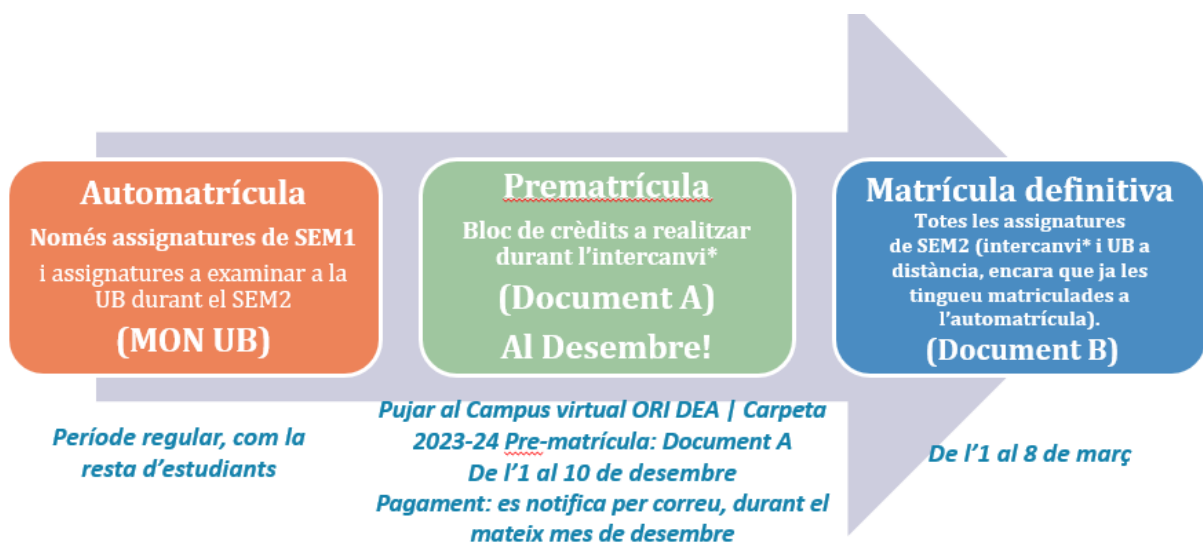 Automatrícula
Només assignatures de SEM1
i assignatures a examinar a la
UB durant el SEM2
(MON UB)
Període regular, com la
resta d’estudiants
Prematrícula
Bloc de crèdits a realitzar
durant l’intercanvi*
(Document A)
Al Desembre!
Pujar al Campus virtual ORI DEA | Carpeta
2023-24 Pre-matrícula: Document A
De l’1 al 10 de desembre
Pagament: es notifica per correu, durant el
mateix mes de desembre
Matrícula definitiva
Totes les assignatures
de SEM2 (intercanvi* i UB a
distància, encara que ja les
tingueu matriculades a
l’automatrícula).
(Document B)
De l’1 al 8 de març